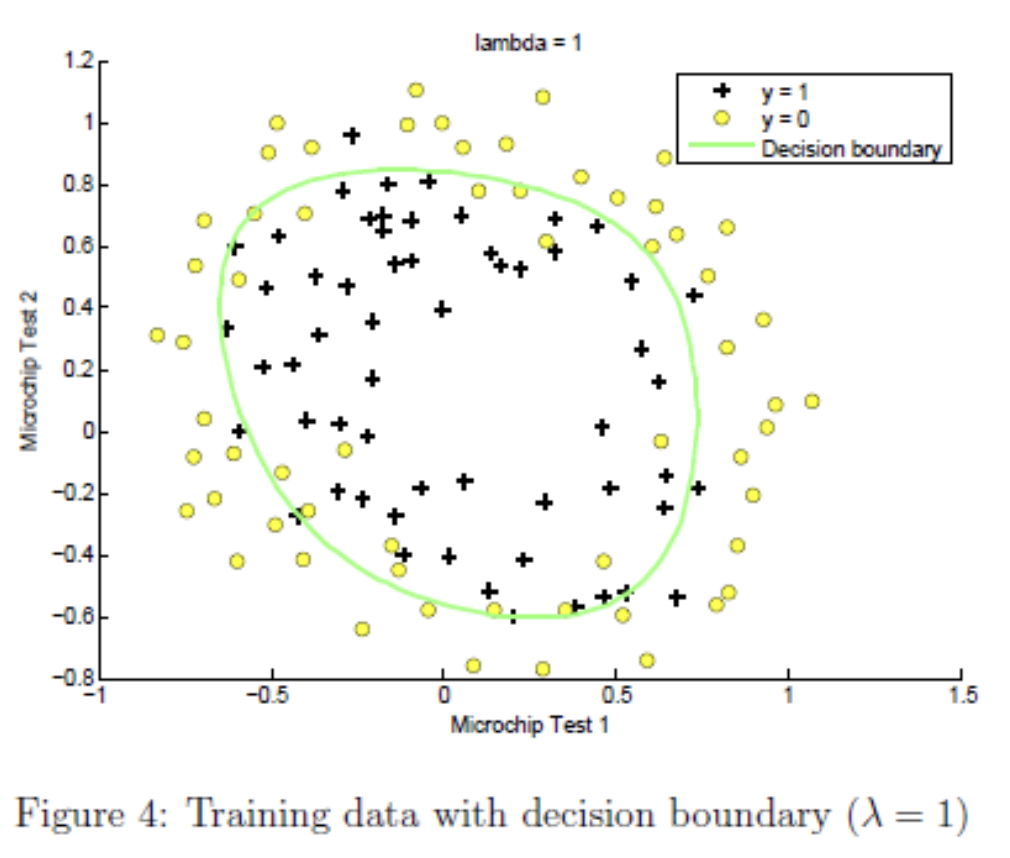 lambda = 1
y = 1
y = 0
Decision boundary
1.2
1
0.8
0.6
0.4
0.2
0
−0.2
−0.4
−0.6
−0.8
Microchip Test 2
−1
−0.5
0
0.5
1
1.5
Microchip Test 1
Figure 4: Training data with decision boundary (λ = 1)